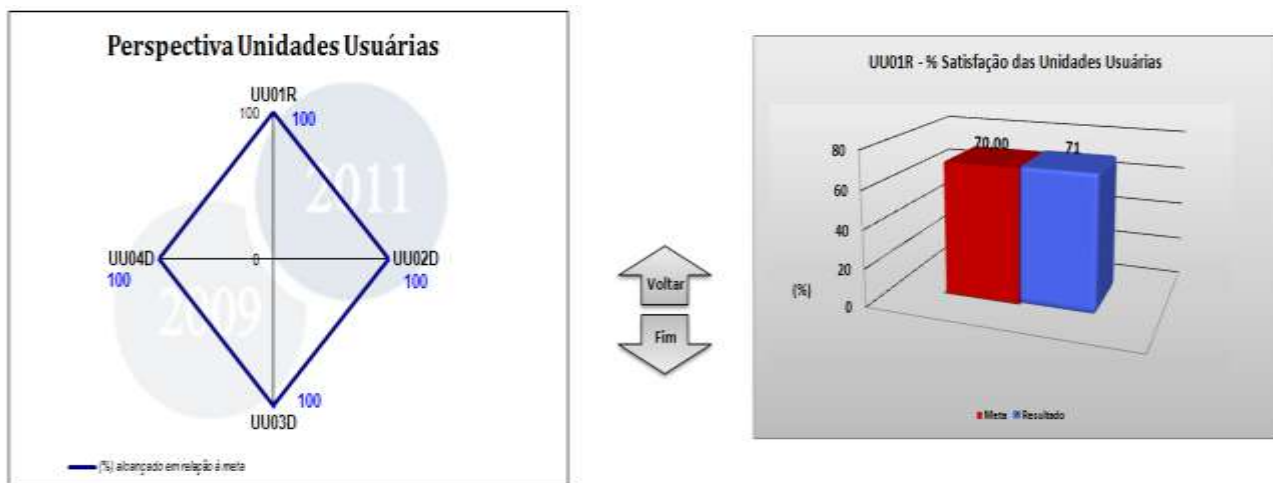 Perspectiva Unidades Usuárias
UU01R
100
100
2011
UU04D
0
UU02D
100
100
2009
100
UU03D
(%) alcançado em relação à meta
Voltar
Fim
UU01R - % Satisfação das Unidades Usuárias
80
70,00
71
60
40
20
(%)
0
Meta
Resultado